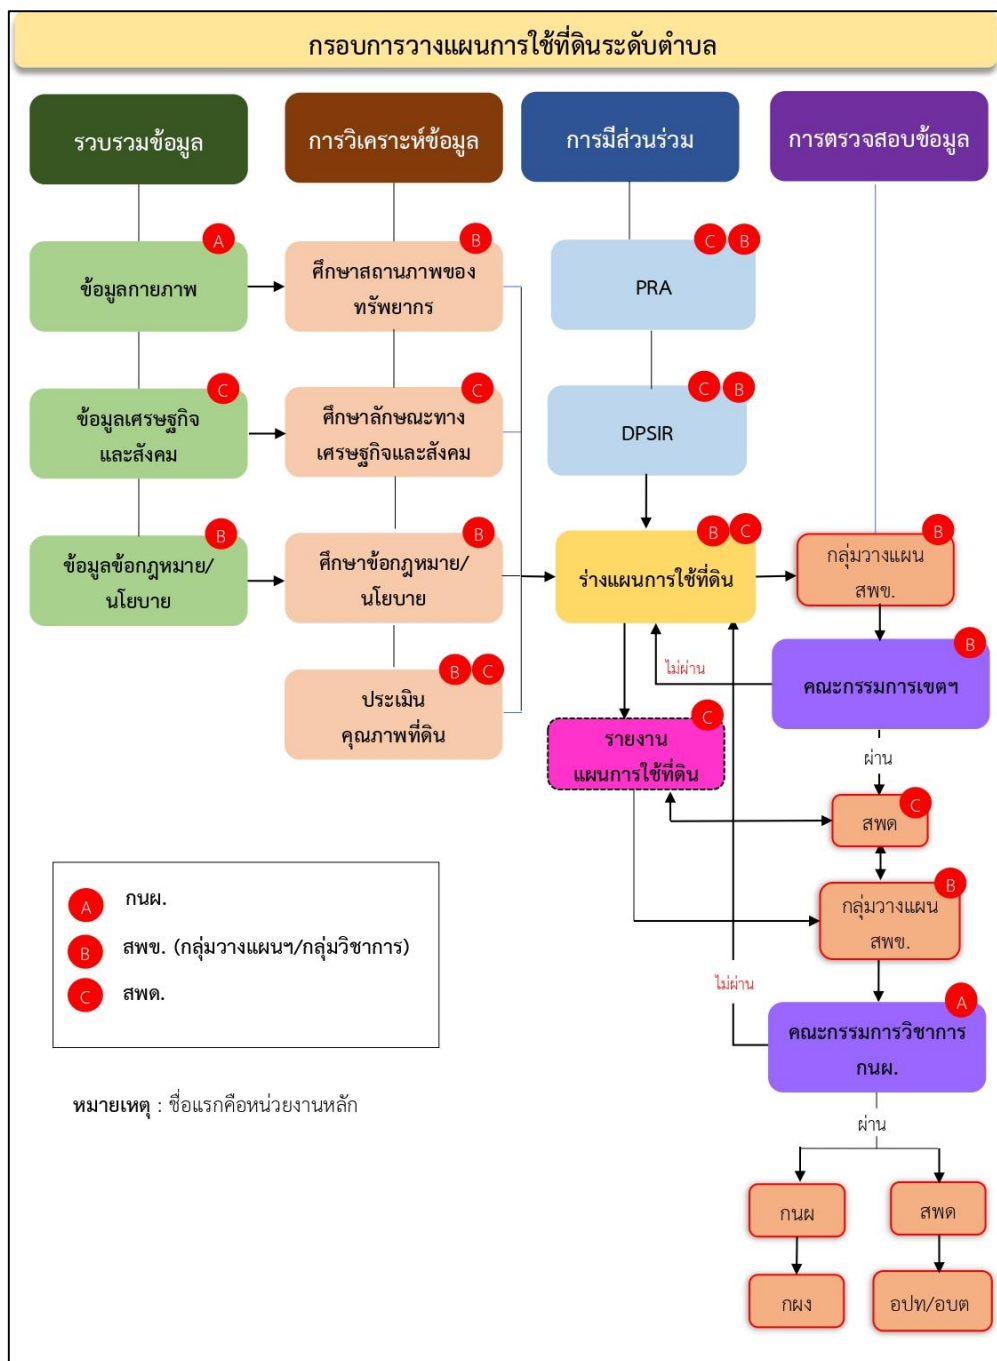 กรอบการวางแผนการใช้ที่ดินระดับตำบล
รวบรวมข้อมูล
การวิเคราะห์ข้อมูล
การมีส่วนร่วม
การตรวจสอบข้อมูล
A
ข้อมูลกายภาพ
B
ศึกษาสถานภาพของ
ทรัพยากร
C B
PRA
C
ข้อมูลเศรษฐกิจ
และสังคม
C
ศึกษาลักษณะทาง
เศรษฐกิจและสังคม
C B
DPSIR
B
ข้อมูลข้อกฎหมาย/
นโยบาย
B
ศึกษาข้อกฎหมาย/
นโยบาย
B C
ร่างแผนการใช้ที่ดิน
B
กลุ่มวางแผน
สพข.
B C
ประเมิน
คุณภาพที่ดิน
ไม่ผ่าน
B
คณะกรรมการเขตฯ
C
รายงาน
แผนการใช้ที่ดิน
ผ่าน
C
สพด
B
กลุ่มวางแผน
สพข.
A กนผ.
B สพข. (กลุ่มวางแผนฯ/กลุ่มวิชาการ)
C สพด.
ไม่ผ่าน
A
คณะกรรมการวิชาการ
กนผ.
หมายเหตุ : ชื่อแรกคือหน่วยงานหลัก
ผ่าน
กนผ
สพด
กผง
อปท/อบต